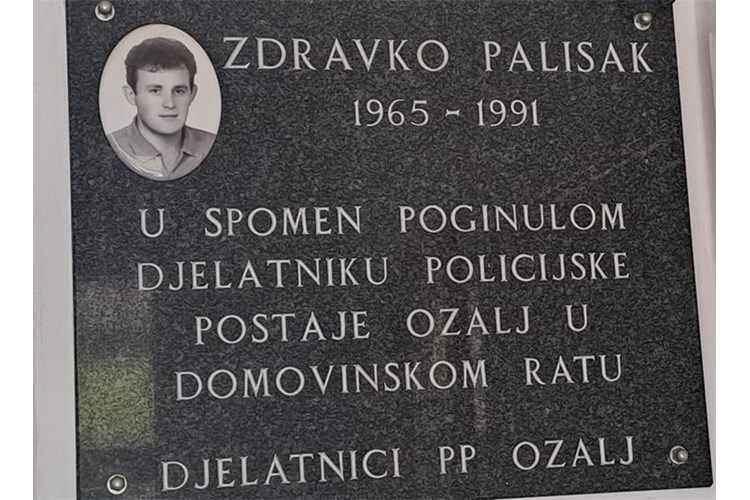 ZDRAVKO PALISAK
1965 - 1991
U SPOMEN POGINULOM
DJELATNIKU POLICIJSKE
POSTAJE OZALJ U
DOMOVINSKOM RATU
DJELATNICI PP OZALJ